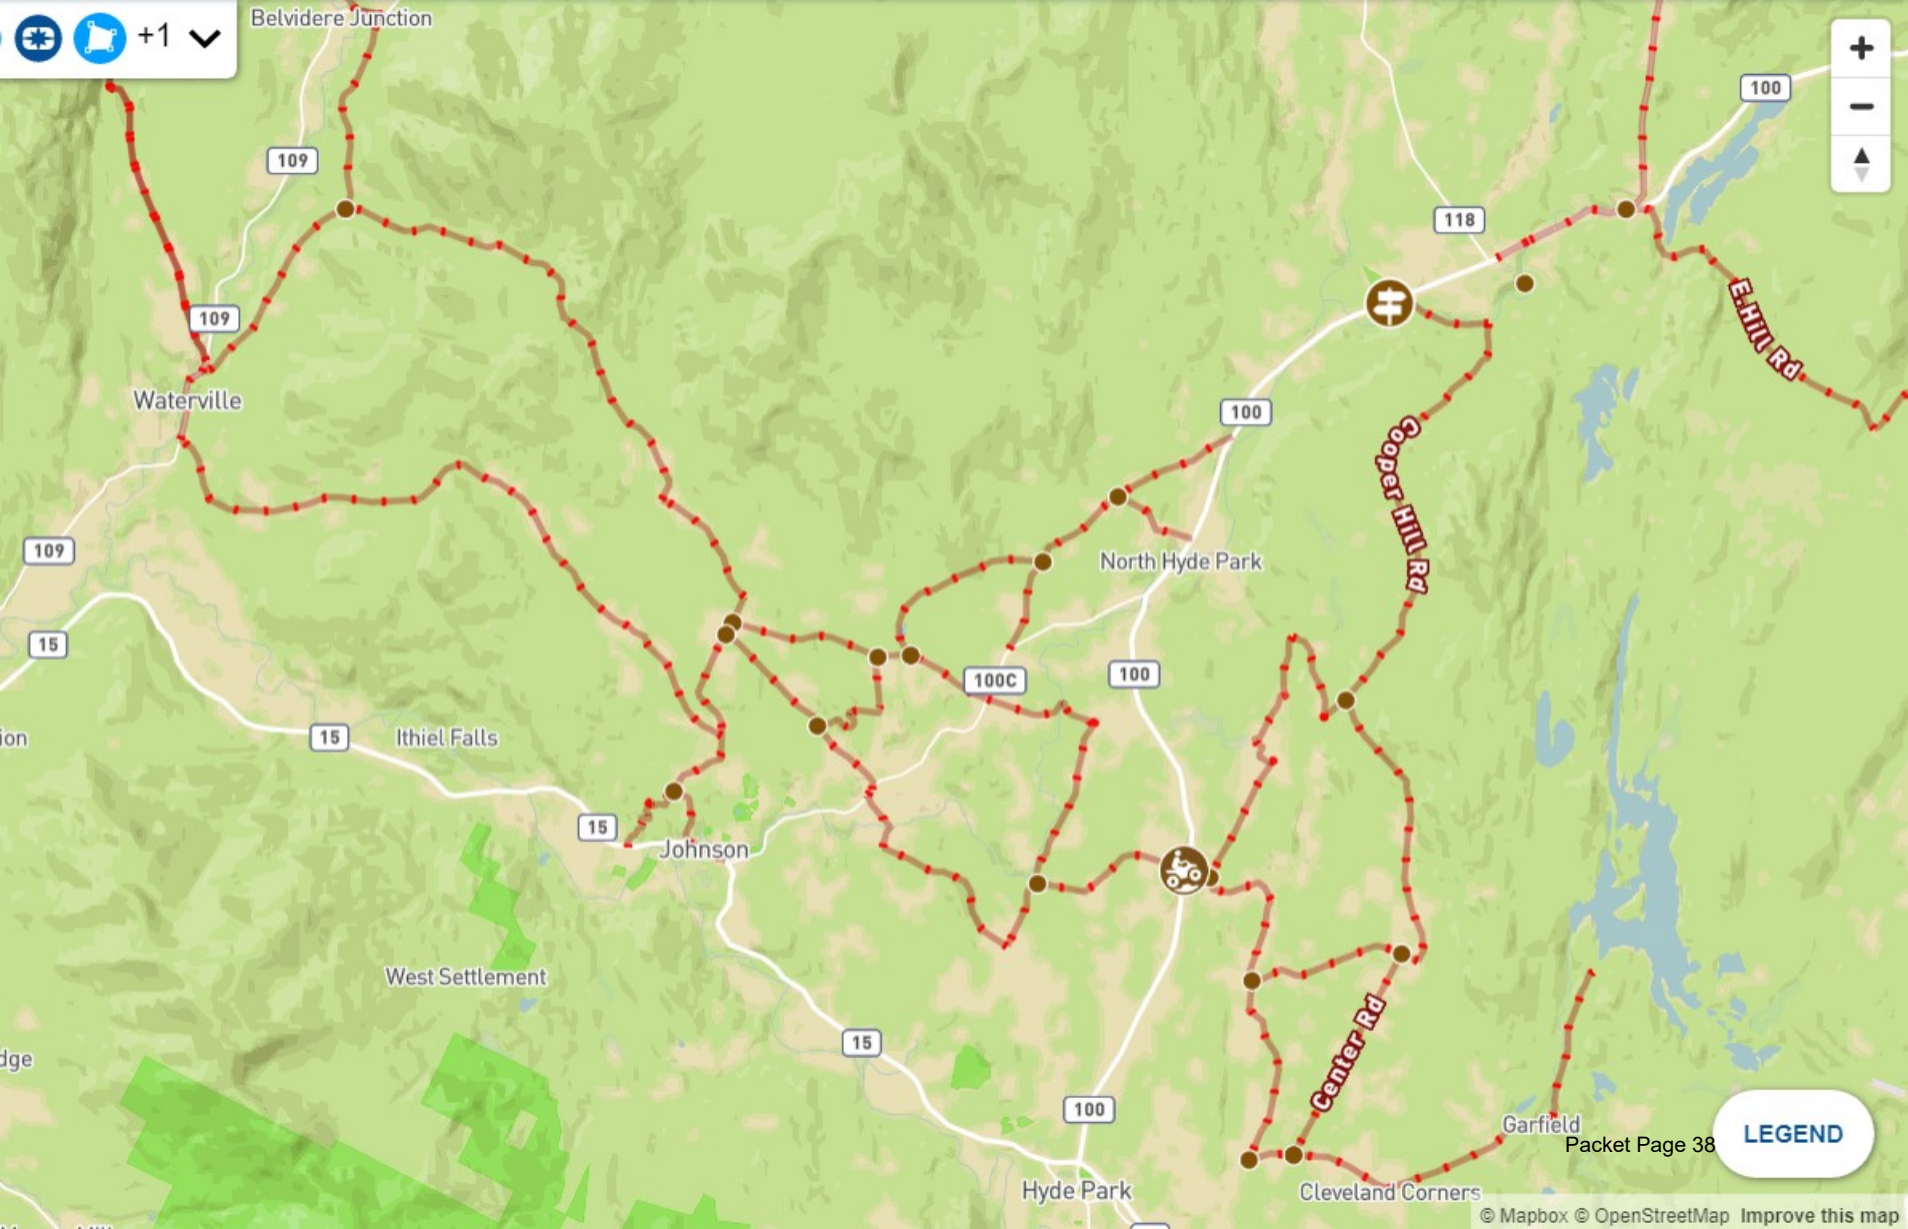 +1
Belvidere Junction
100
109
118
109
E.Hill Rd
Waterville
100
Cooper Hill Rd
109
North Hyde Park
15
100C
100
ion
15
Ithiel Falls
15
Johnson
West Settlement
Center Rd
15
dge
100
Garfield
LEGEND
Packet Page 38
Hyde Park
Cleveland Corners
© Mapbox © OpenStreetMap Improve this map